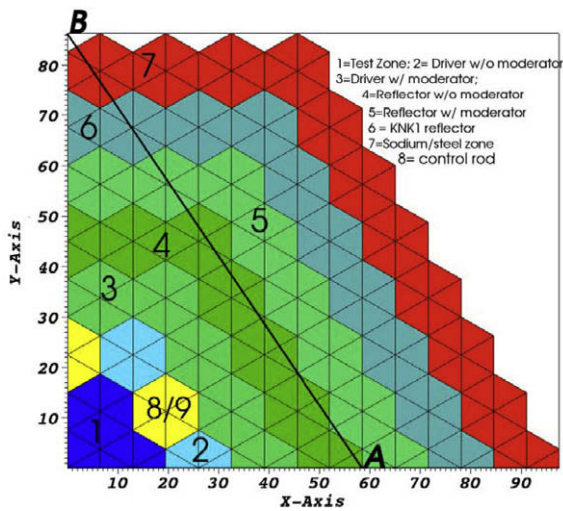 B
80
70
60
50
40
30
20
10
Y-Axis
1=Test Zone; 2= Driver w/o moderator
3=Driver w/ moderator;
4=Reflector w/o moderator
5=Reflector w/ moderator
6 = KNK1 reflector
7=Sodium/steel zone
8= control rod
7
6
5
4
3
8/9
1
2
A
10 20 30 40 50 60 70 80 90
X-Axis